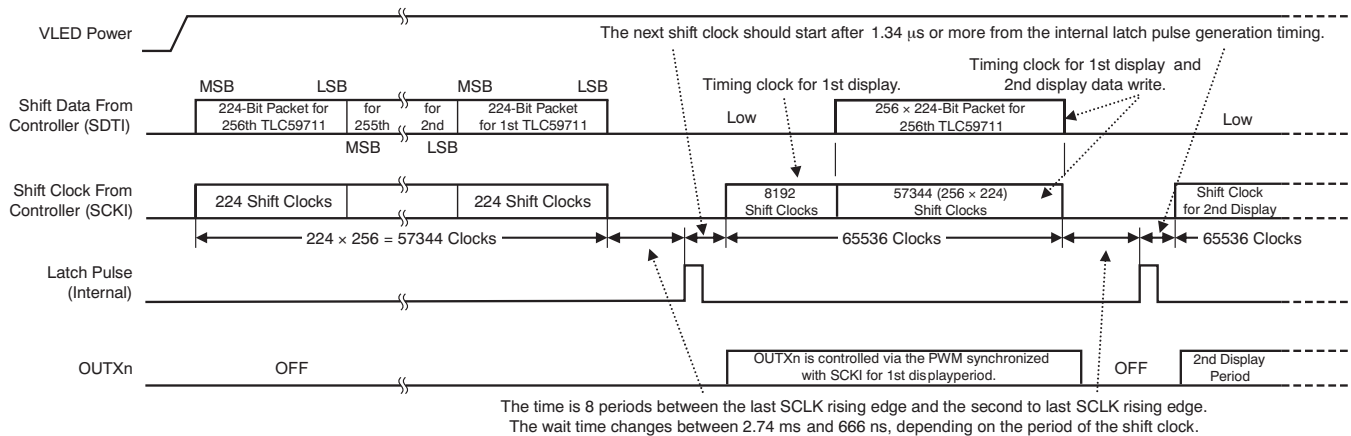 VLED Power
The next shift clock should start after 1.34 μs or more from the internal latch pulse generation timing.
Timing clock for 1st display.
Timing clock for 1st display and
2nd display data write.
MSB LSB MSB LSB
Shift Data From
Controller (SDTI)
224-Bit Packet for
256th TLC59711
for
255th
for
2nd
224-Bit Packet
for 1st TLC59711
Low
256 × 224-Bit Packet for
256th TLC59711
Low
MSB LSB
Shift Clock From
Controller (SCKI)
224 Shift Clocks
224 Shift Clocks
8192
Shift Clocks
57344 (256 × 224)
Shift Clocks
Shift Clock
for 2nd Display
224 × 256 = 57344 Clocks
65536 Clocks
65536 Clocks
Latch Pulse
(Internal)
OUTXn
OFF
OUTXn is controlled via the PWM synchronized
with SCKI for 1st displayperiod.
OFF
2nd Display
Period
The time is 8 periods between the last SCLK rising edge and the second to last SCLK rising edge.
The wait time changes between 2.74 ms and 666 ns, depending on the period of the shift clock.